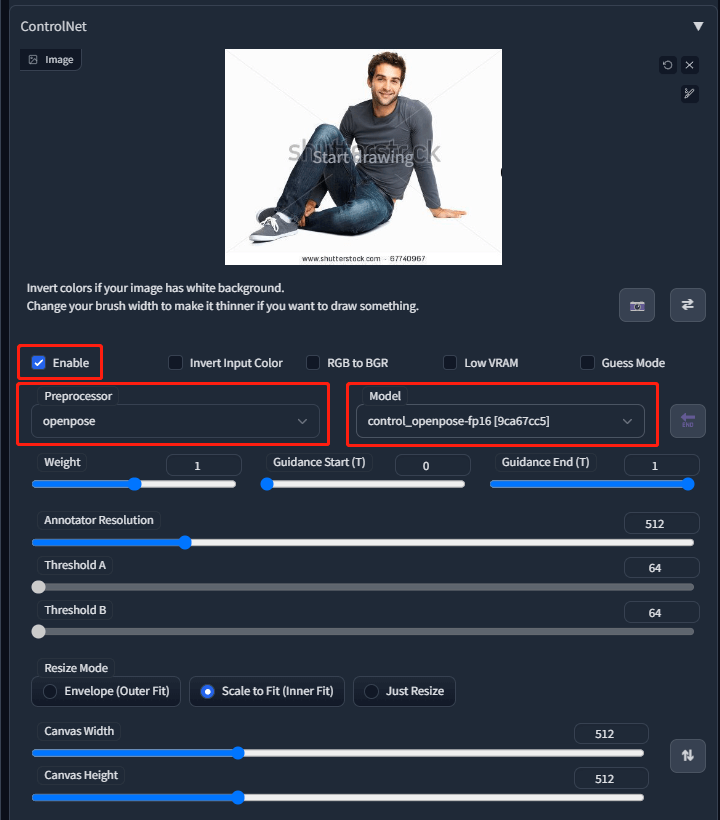 ControlNet
Image
shutterstock
Start drawing
www.shutterstock.com · 67740967
Invert colors if your image has white background.
Change your brush width to make it thinner if you want to draw something.
Enable
Invert Input Color
RGB to BGR
Low VRAM
Guess Mode
Preprocessor
Model
openpose
control_openpose-fp16 [9ca67cc5]
END
Weight
1
Guidance Start (T)
0
Guidance End (T)
1
Annotator Resolution
512
Threshold A
64
Threshold B
64
Resize Mode
Envelope (Outer Fit)
Scale to Fit (Inner Fit)
Just Resize
Canvas Width
512
Canvas Height
512